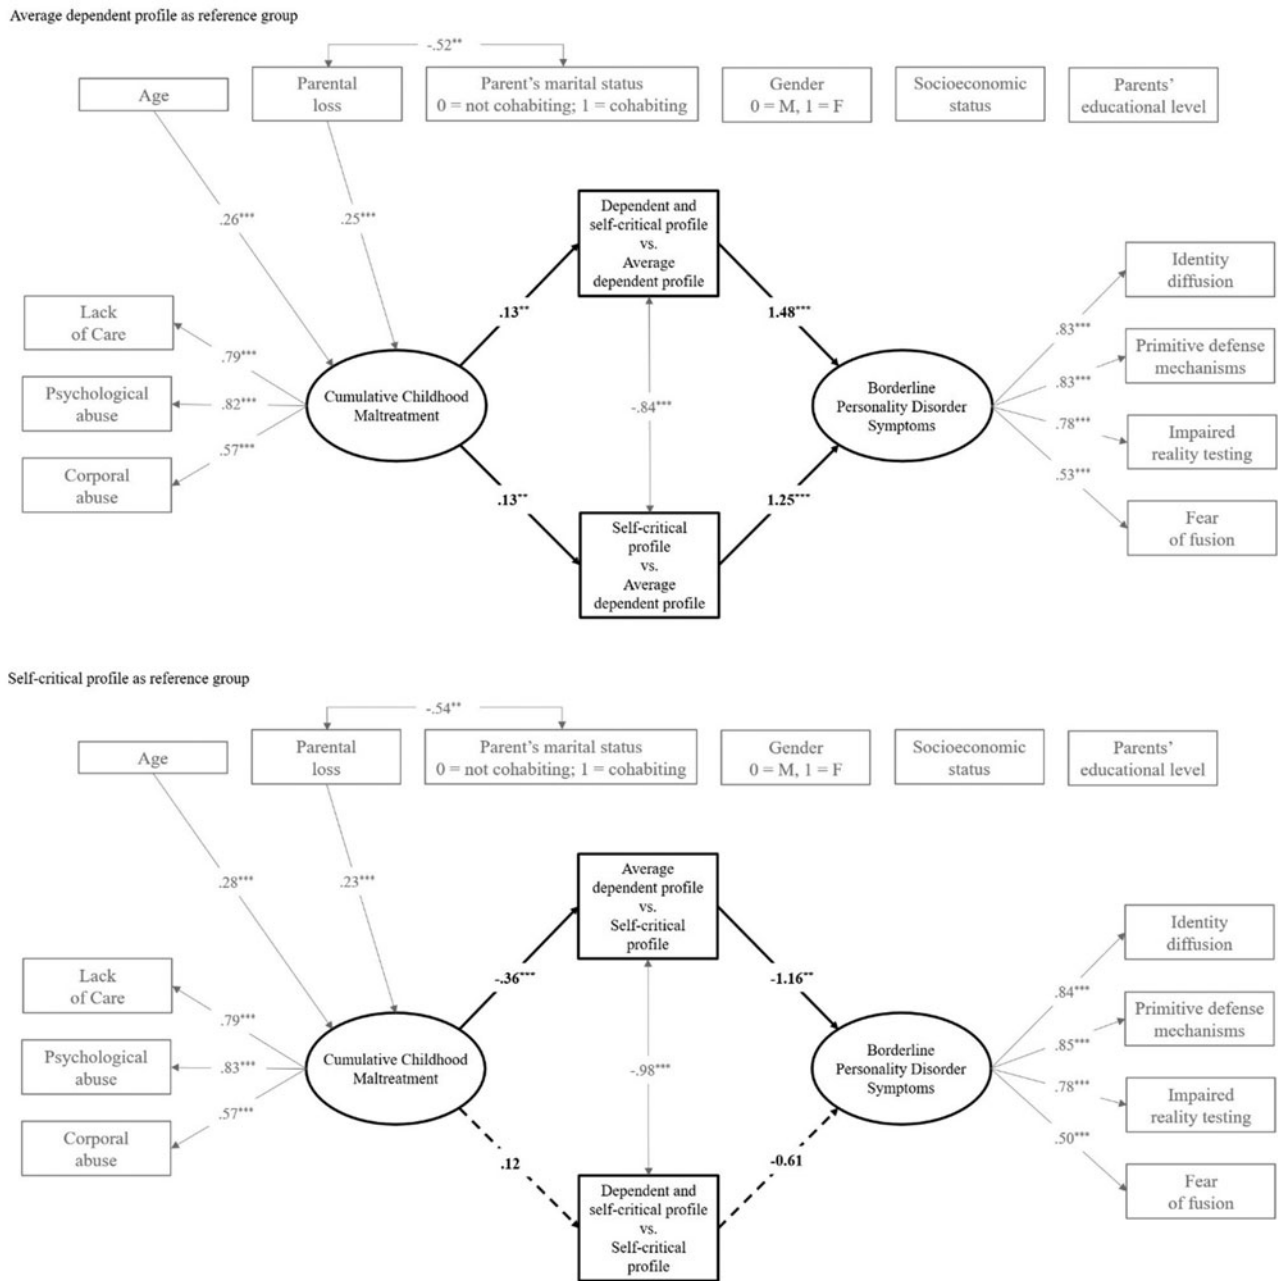 Average dependent profile as reference group
-.52**
Age
Parental
loss
Parent's marital status
0 = not cohabiting; 1 = cohabiting
Gender
0 = M, 1 = F
Socioeconomic
status
Parents'
educational level
.26***
.25***
Dependent and
self-critical profile
vs.
Average
dependent profile
Lack
of Care
Psychological
abuse
Corporal
abuse
.79***
.82***
.57***
Cumulative Childhood
Maltreatment
.13**
.13**
-.84***
1.48***
1.25***
Self-critical
profile
vs.
Average
dependent profile
Borderline
Personality Disorder
Symptoms
.83***
.83***
.78***
.53***
Identity
diffusion
Primitive defense
mechanisms
Impaired
reality testing
Fear
of fusion
Self-critical profile as reference group
-.54**
Age
Parental
loss
Parent's marital status
0 = not cohabiting; 1 = cohabiting
Gender
0 = M, 1 = F
Socioeconomic
status
Parents'
educational level
.28***
.23***
Average
dependent profile
vs.
Self-critical
profile
Lack
of Care
Psychological
abuse
Corporal
abuse
.79***
.83***
.57***
Cumulative Childhood
Maltreatment
-.36***
.12
-.98***
-1.16**
-0.61
Dependent and
self-critical profile
vs.
Self-critical
profile
Borderline
Personality Disorder
Symptoms
.84***
.85***
.78***
.50***
Identity
diffusion
Primitive defense
mechanisms
Impaired
reality testing
Fear
of fusion